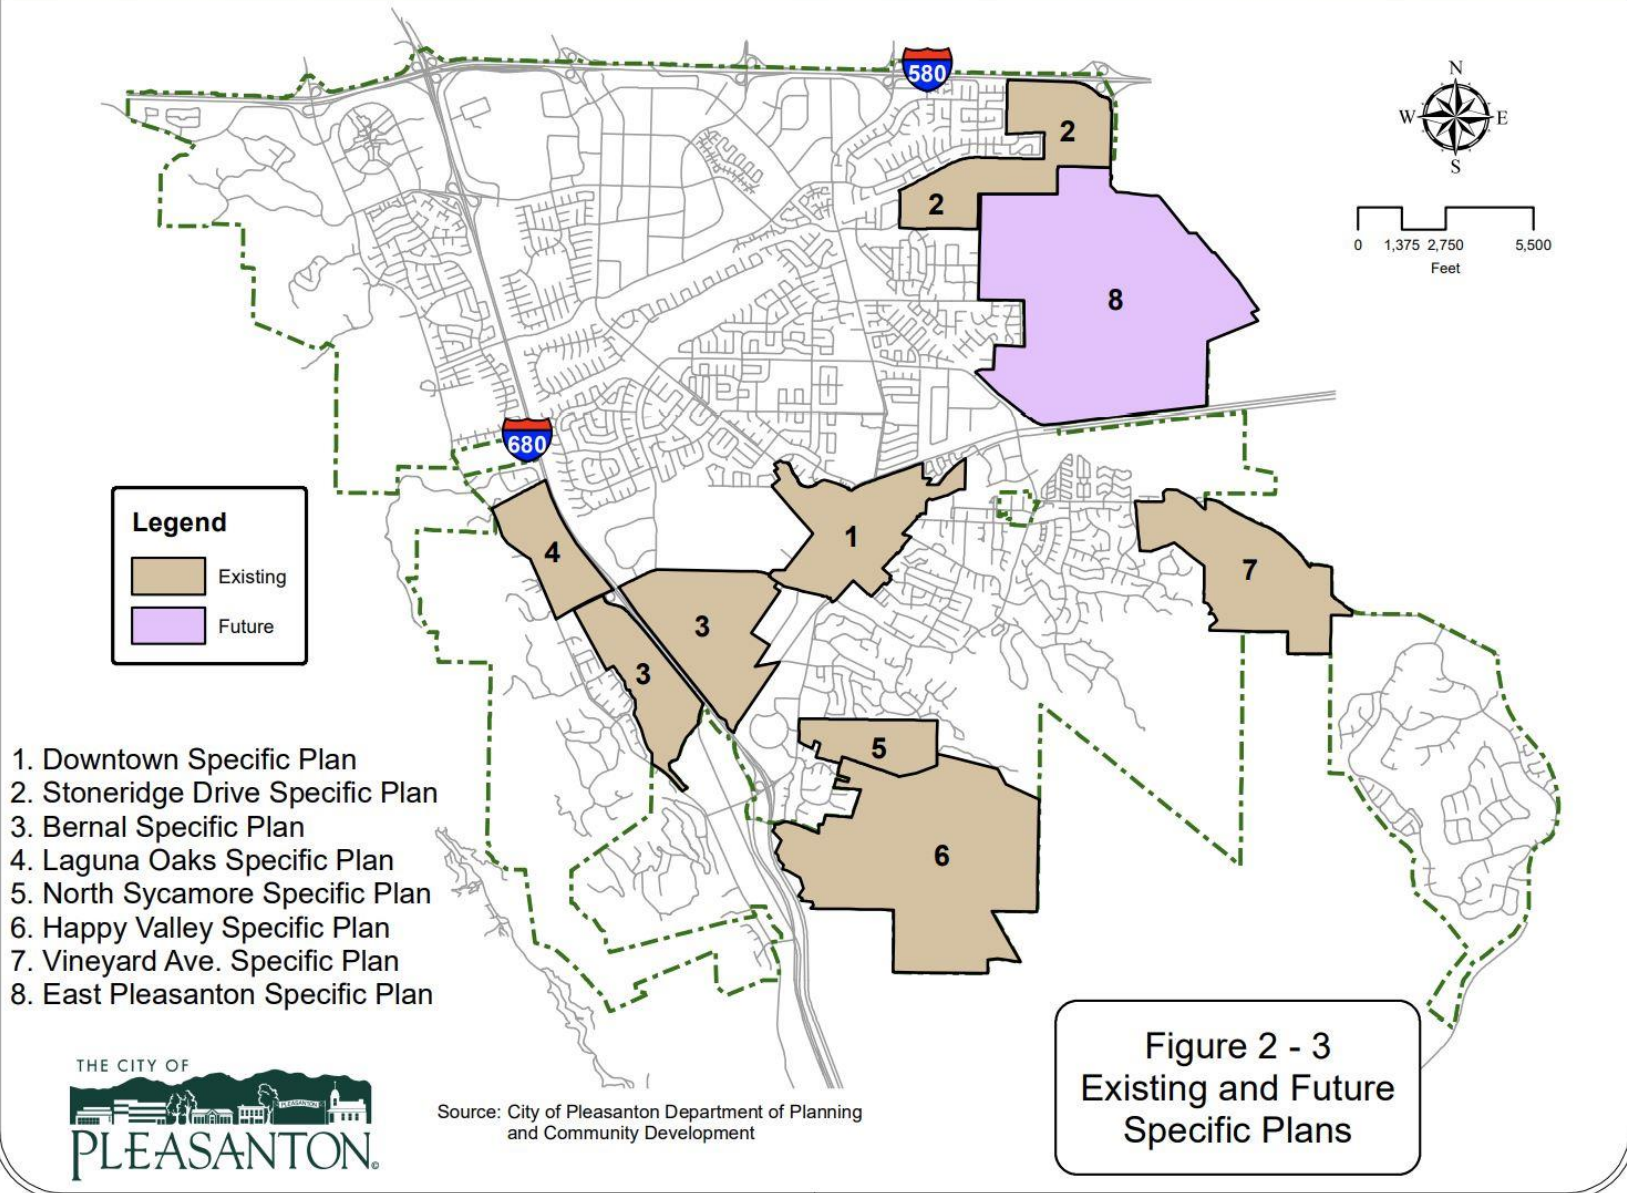 580
N
W E
S
2
2
0 1,375 2,750 5,500
Feet
8
680
Legend
Existing
Future
1
4
7
3
3
5
6
1. Downtown Specific Plan
2. Stoneridge Drive Specific Plan
3. Bernal Specific Plan
4. Laguna Oaks Specific Plan
5. North Sycamore Specific Plan
6. Happy Valley Specific Plan
7. Vineyard Ave. Specific Plan
8. East Pleasanton Specific Plan
THE CITY OF
PLEASANTON
PLEASANTON©
Source: City of Pleasanton Department of Planning
and Community Development
Figure 2 - 3
Existing and Future
Specific Plans